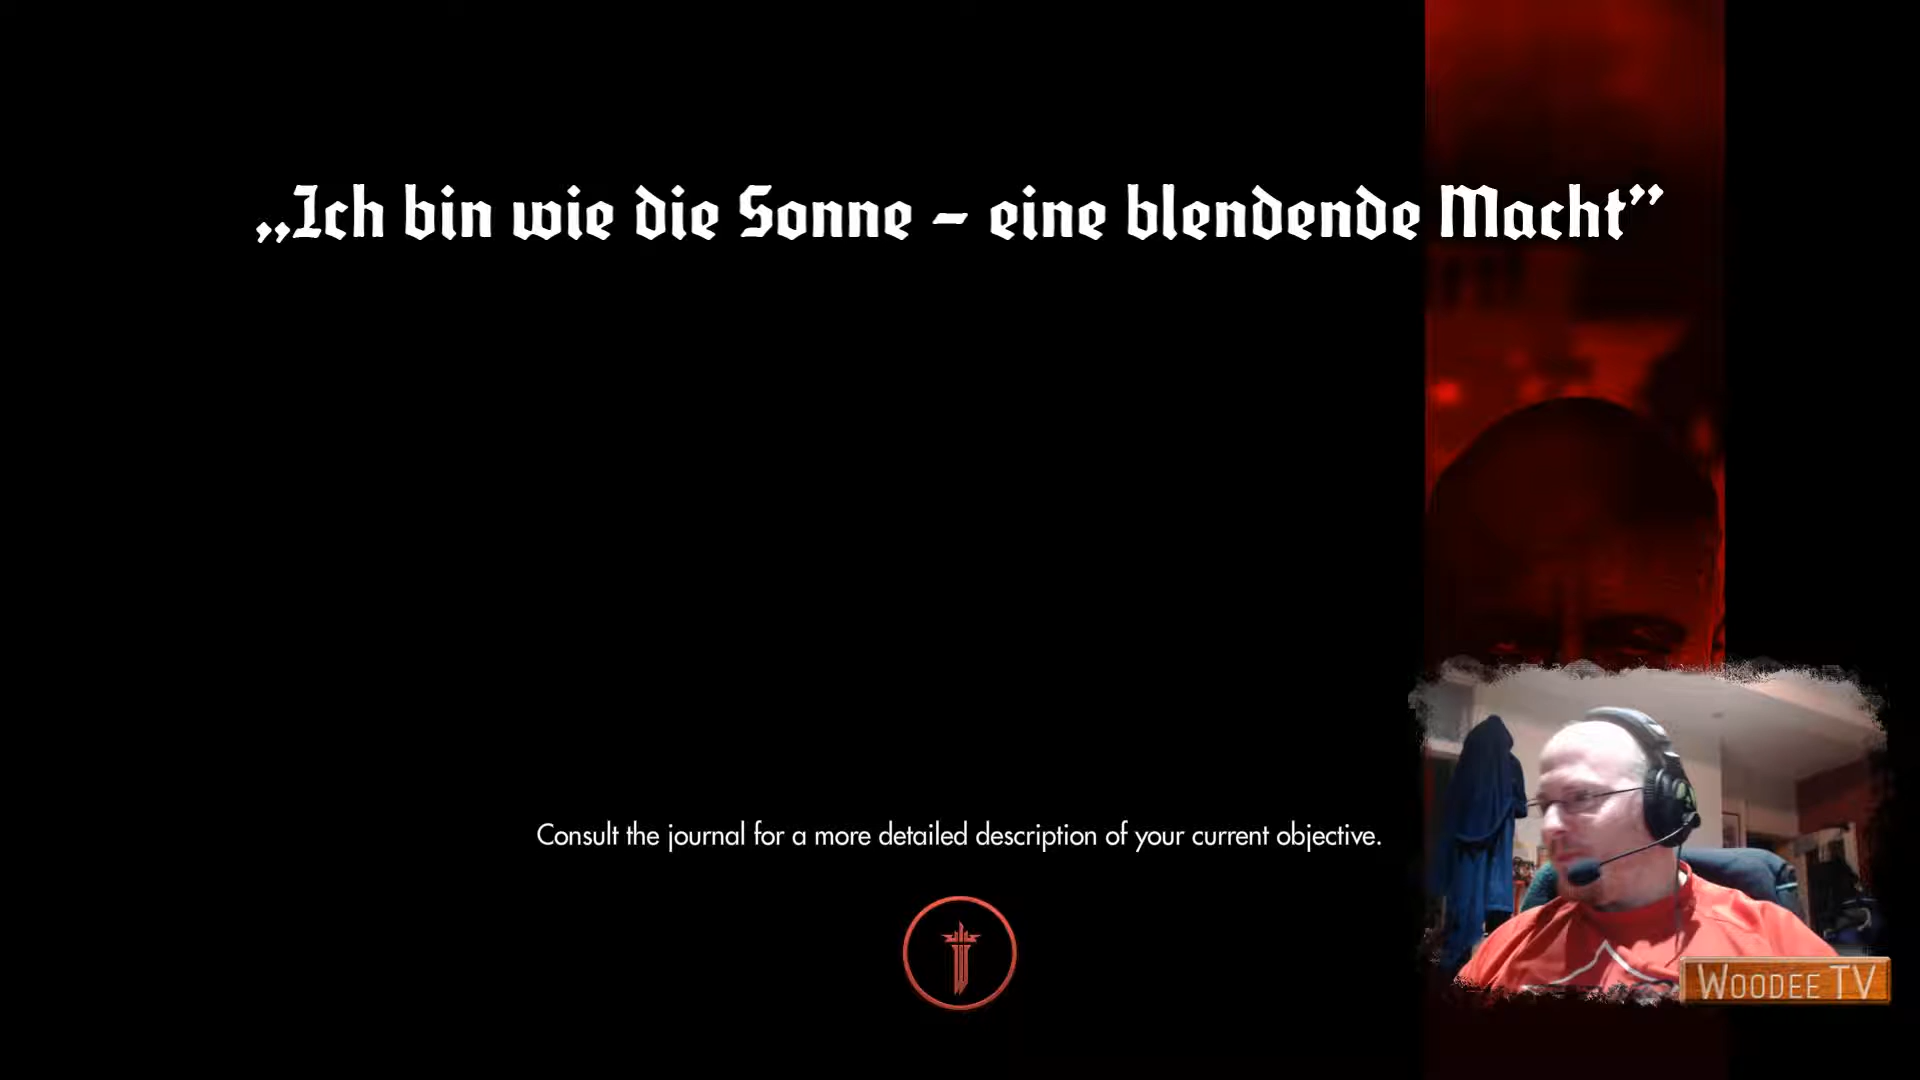 „Ich bin wie die Sonne – eine blendende Macht”
Consult the journal for a more detailed description of your current objective.
WOODEE TV